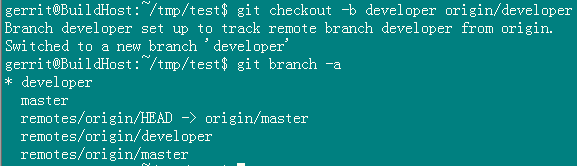 gerrit@BuildHost:~/tmp/test$ git checkout -b developer origin/developer
Branch developer set up to track remote branch developer from origin.
Switched to a new branch 'developer'
gerrit@BuildHost:~/tmp/test$ git branch -a
* developer
  master
  remotes/origin/HEAD -> origin/master
  remotes/origin/developer
  remotes/origin/master
gerrit@BuildHost:~/tmp/test$